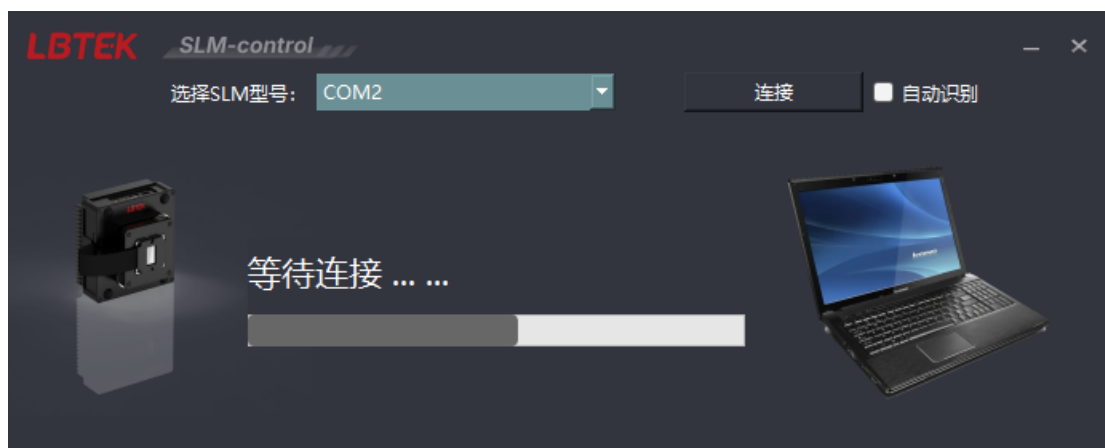 LBTEK SLM-control
选择SLM型号: COM2 连接 自动识别
LBTEK
等待连接 ... ...